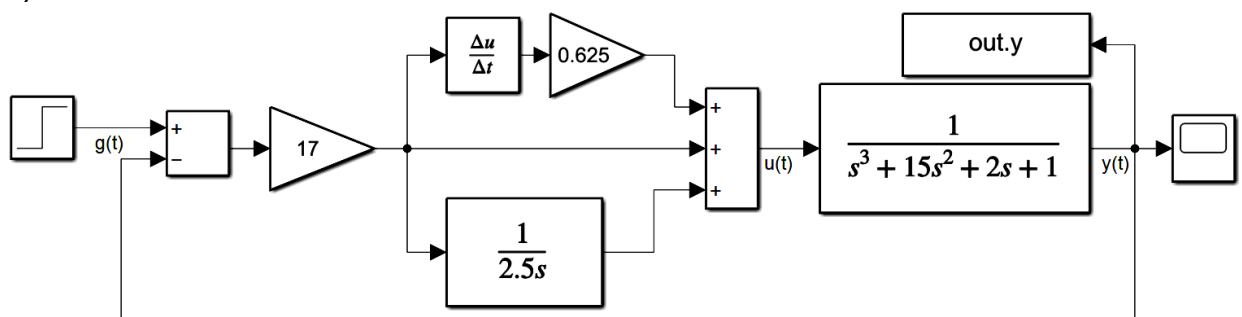 g(t)
+
−
17
Δu
Δt
0.625
1
2.5s
+
+
+
u(t)
1
s³ + 15s² + 2s + 1
out.y
y(t)